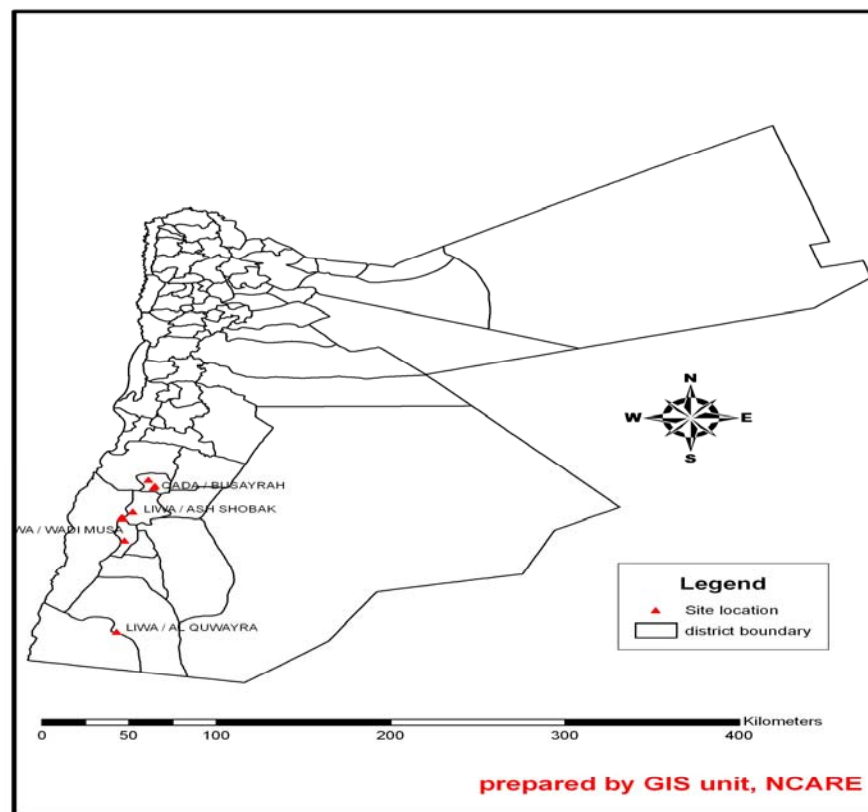 N
W E
S
QADA / BUSAYRAH
LIWA / ASH SHOBAK
WA / WADI MUSA
LIWA / AL QUWAYRA
Legend
Site location
district boundary
Kilometers
0 50 100 200 300 400
prepared by GIS unit, NCARE